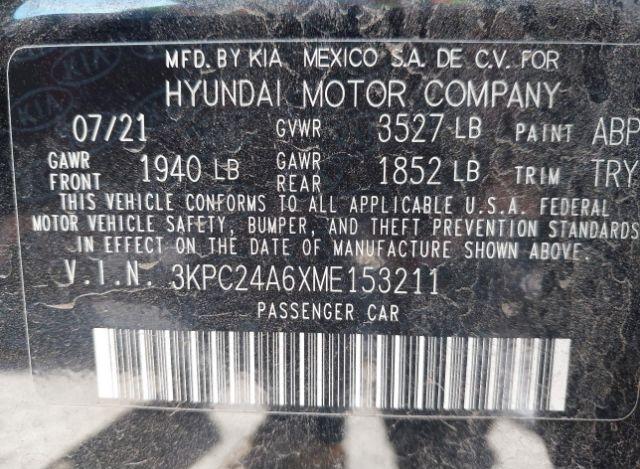 MFD. BY KIA MEXICO S.A. DE C.V. FOR
HYUNDAI MOTOR COMPANY
07/21 GVWR 3527 LB PAINT ABP
GAWR FRONT 1940 LB GAWR REAR 1852 LB TRIM TRY
THIS VEHICLE CONFORMS TO ALL APPLICABLE U.S.A. FEDERAL
MOTOR VEHICLE SAFETY, BUMPER, AND THEFT PREVENTION STANDARDS
IN EFFECT ON THE DATE OF MANUFACTURE SHOWN ABOVE.
V.I.N. 3KPC24A6XME153211
PASSENGER CAR